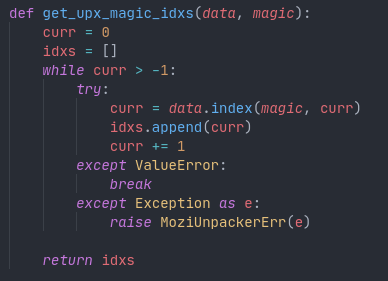 def get_upx_magic_idxs(data, magic):
    curr = 0
    idxs = []
    while curr > -1:
        try:
            curr = data.index(magic, curr)
            idxs.append(curr)
            curr += 1
        except ValueError:
            break
        except Exception as e:
            raise MoziUnpackerErr(e)

    return idxs